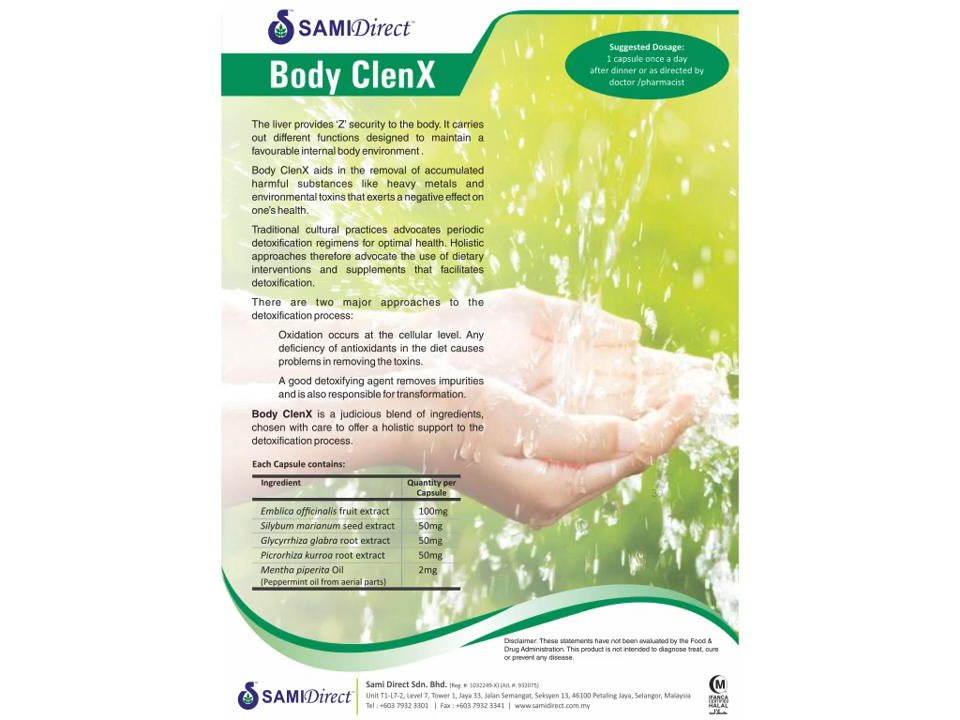 SAMIDirect™
Body ClenX
Suggested Dosage:
1 capsule once a day
after dinner or as directed by
doctor /pharmacist
The liver provides 'Z' security to the body. It carries
out different functions designed to maintain a
favourable internal body environment .
Body ClenX aids in the removal of accumulated
harmful substances like heavy metals and
environmental toxins that exerts a negative effect on
one's health.
Traditional cultural practices advocates periodic
detoxification regimens for optimal health. Holistic
approaches therefore advocate the use of dietary
interventions and supplements that facilitates
detoxification.
There are two major approaches to the
detoxification process:
Oxidation occurs at the cellular level. Any
deficiency of antioxidants in the diet causes
problems in removing the toxins.
A good detoxifying agent removes impurities
and is also responsible for transformation.
Body ClenX is a judicious blend of ingredients,
chosen with care to offer a holistic support to the
detoxification process.
Each Capsule contains:
Ingredient Quantity per
Capsule
Emblica officinalis fruit extract 100mg
Silybum marianum seed extract 50mg
Glycyrrhiza glabra root extract 50mg
Picrorhiza kurroa root extract 50mg
Mentha piperita Oil 2mg
(Peppermint oil from aerial parts)
Disclaimer: These statements have not been evaluated by the Food &
Drug Administration. This product is not intended to diagnose treat, cure
or prevent any disease.
SAMIDirect™
Sami Direct Sdn. Bhd. (Reg. #: 1032249-X) (AJL #: 932075)
Unit T1-L7-2, Level 7, Tower 1, Jaya 33, Jalan Semangat, Seksyen 13, 46100 Petaling Jaya, Selangor, Malaysia
Tel : +603 7932 3301 | Fax : +603 7932 3341 | www.samidirect.com.my
M
IFANCA
CERTIFIED
HALAL